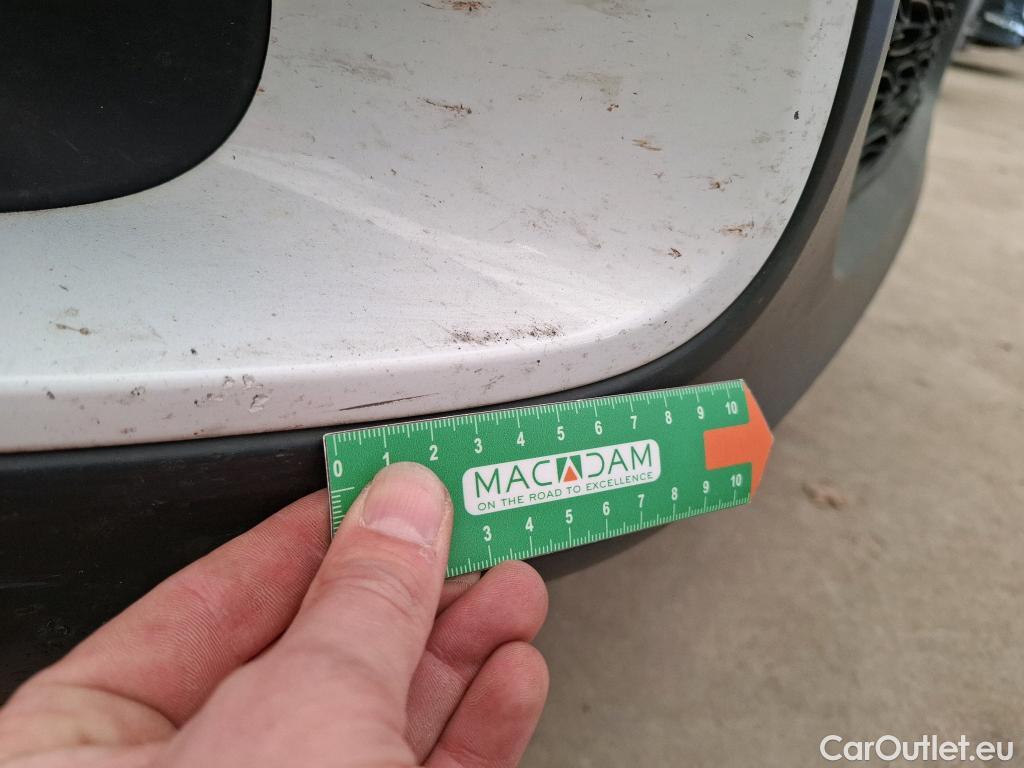 0 1 2 3 4 5 6 7 8 9 10
MACADAM
ON THE ROAD TO EXCELLENCE
3 4 5 6 7 8 9 10
CarOutlet.eu